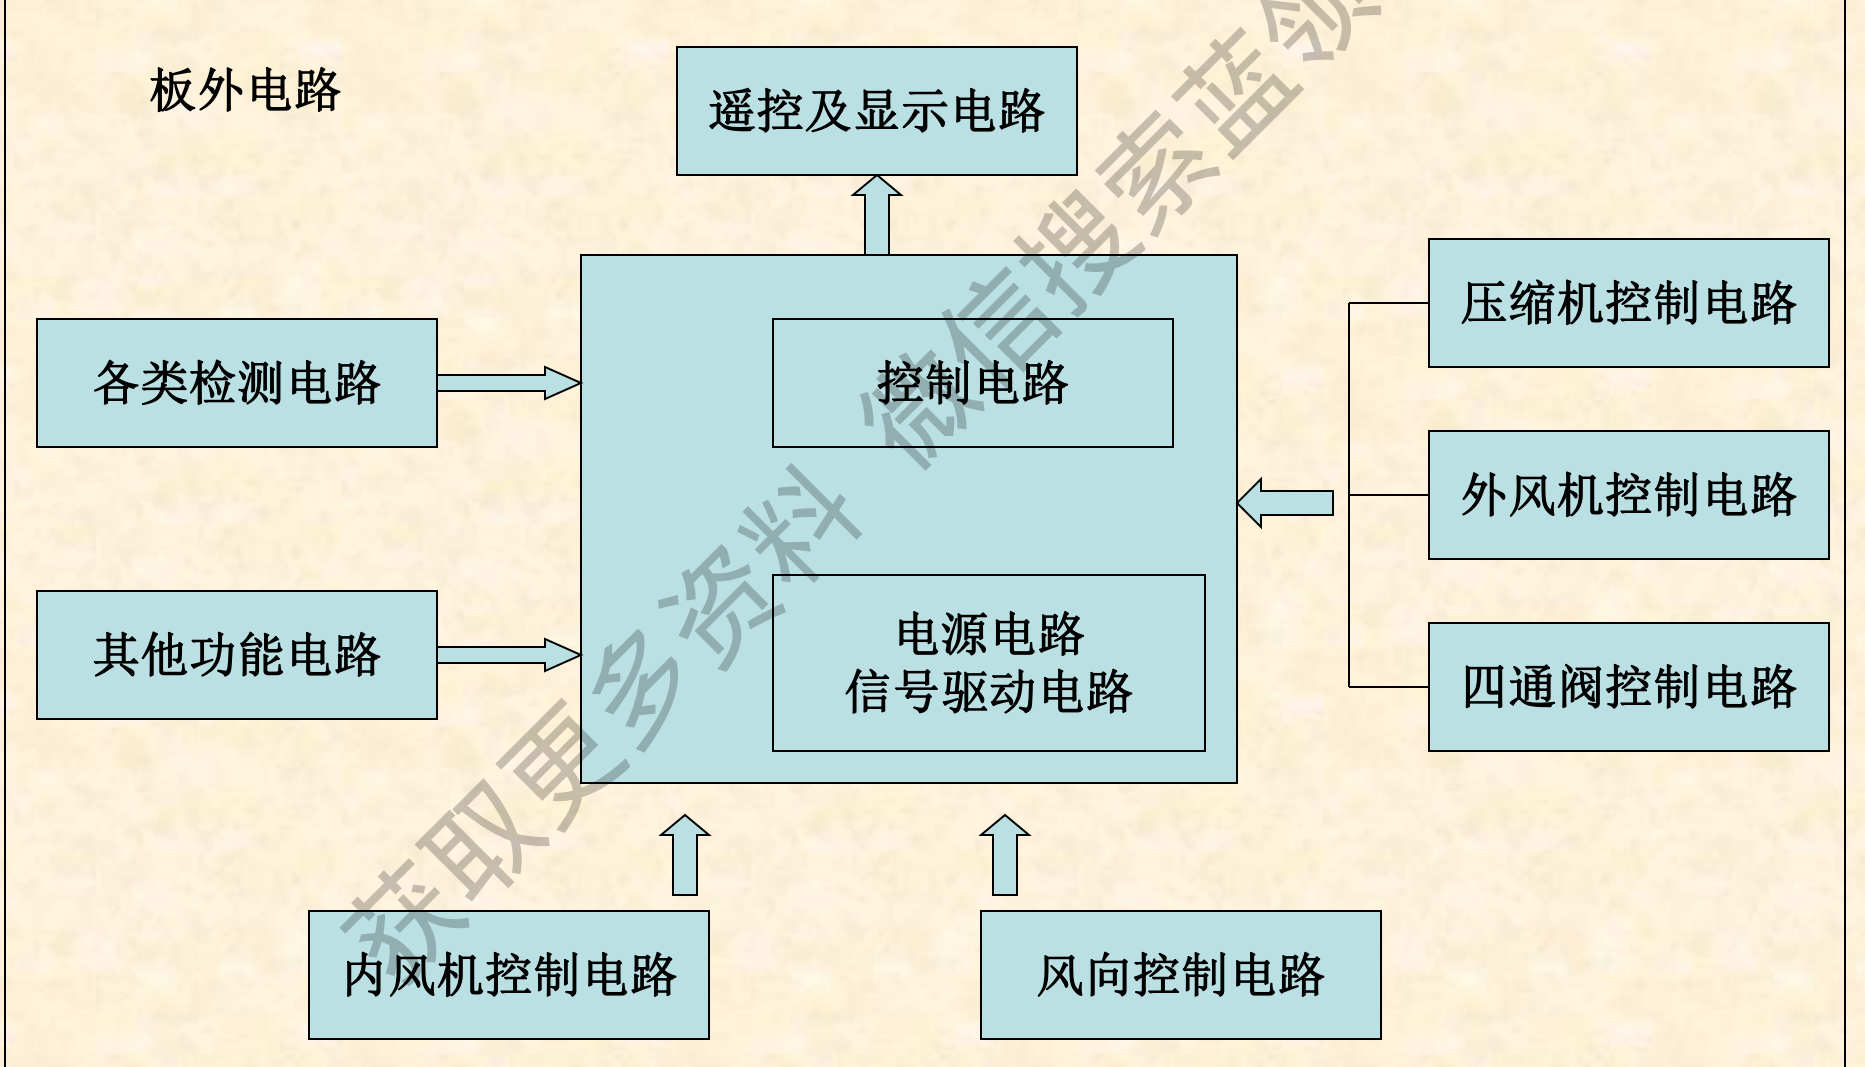 板外电路
遥控及显示电路
压缩机控制电路
各类检测电路
控制电路
外风机控制电路
其他功能电路
电源电路
信号驱动电路
四通阀控制电路
内风机控制电路
风向控制电路
获取更多资料 微信搜索蓝领